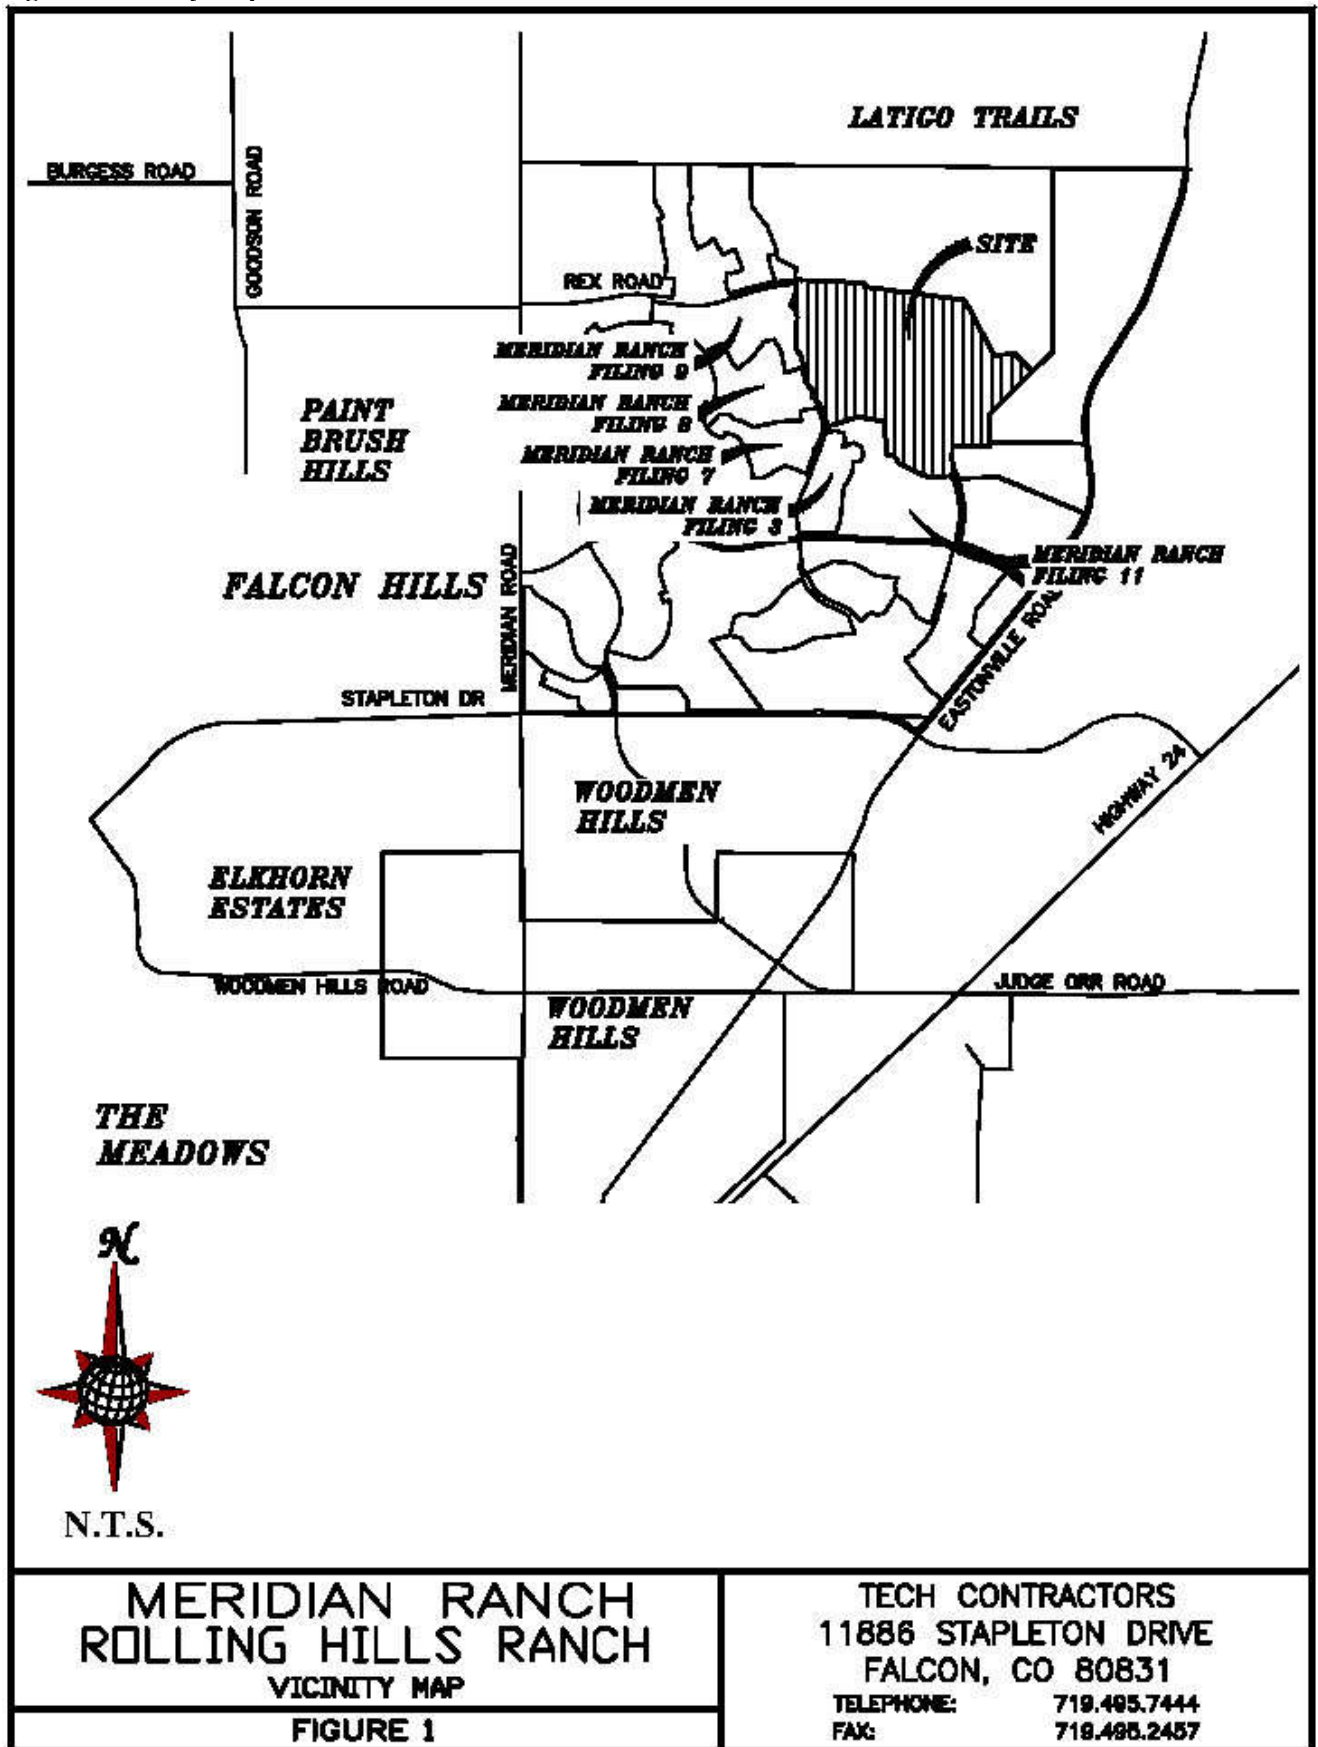 LATIGO TRAILS
BURGESS ROAD
GOODSON ROAD
SITE
REX ROAD
MERIDIAN RANCH
FILING 9
PAINT
BRUSH
HILLS
MERIDIAN RANCH
FILING 8
MERIDIAN RANCH
FILING 7
MERIDIAN RANCH
FILING 3
MERIDIAN RANCH
FILING 11
FALCON HILLS
MERIDIAN ROAD
EASTONVILLE ROAD
STAPLETON DR
HIGHWAY 24
WOODMEN
HILLS
ELKHORN
ESTATES
WOODMEN HILLS ROAD
JUDGE ORR ROAD
WOODMEN
HILLS
THE
MEADOWS
N
N.T.S.
MERIDIAN RANCH
ROLLING HILLS RANCH
VICINITY MAP
FIGURE 1
TECH CONTRACTORS
11886 STAPLETON DRIVE
FALCON, CO 80831
TELEPHONE: 719.495.7444
FAX: 719.495.2457